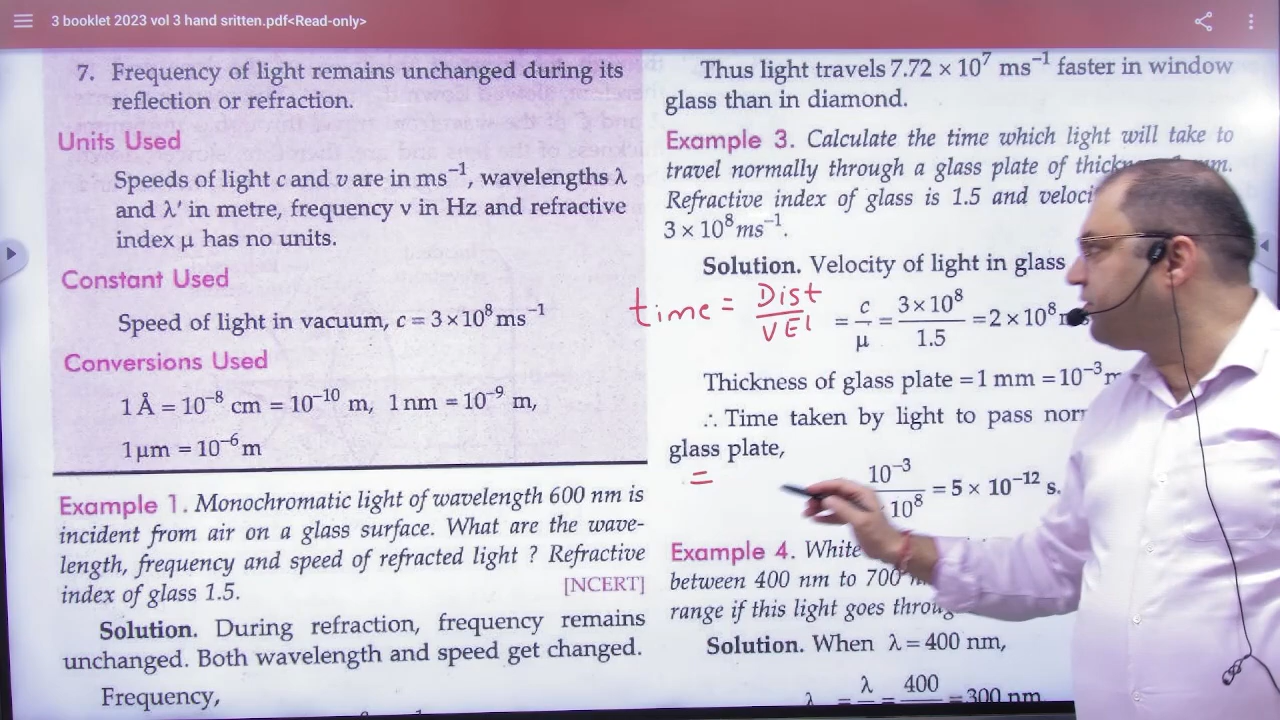 3 booklet 2023 vol 3 hand sritten.pdf<Read-only>
7. Frequency of light remains unchanged during its
reflection or refraction.
Units Used
Speeds of light c and v are in ms⁻¹, wavelengths λ
and λ′ in metre, frequency ν in Hz and refractive
index μ has no units.
Constant Used
Speed of light in vacuum, c = 3×10⁸ ms⁻¹
Conversions Used
1 Å = 10⁻⁸ cm = 10⁻¹⁰ m, 1 nm = 10⁻⁹ m,
1 μm = 10⁻⁶ m
Example 1. Monochromatic light of wavelength 600 nm is
incident from air on a glass surface. What are the wave-
length, frequency and speed of refracted light ? Refractive
index of glass 1.5. [NCERT]
Solution. During refraction, frequency remains
unchanged. Both wavelength and speed get changed.
Frequency,
Thus light travels 7.72 × 10⁷ ms⁻¹ faster in window
glass than in diamond.
Example 3. Calculate the time which light will take to
travel normally through a glass plate of mm.
Refractive index of glass is 1.5 and
3 × 10⁸ ms⁻¹.
Solution. Velocity of light in glass
time = Dist / VEl
= c/μ = 3×10⁸/1.5 = 2 × 10⁸
Thickness of glass plate = 1 mm = 10⁻³
∴ Time taken by light to pass
glass plate,
=
10⁻³ / 10⁸ = 5 × 10⁻¹² s.
Example 4. White
between 400 nm to 700
range if this light goes
Solution. When λ = 400 nm,
λ = 400 = 300 nm